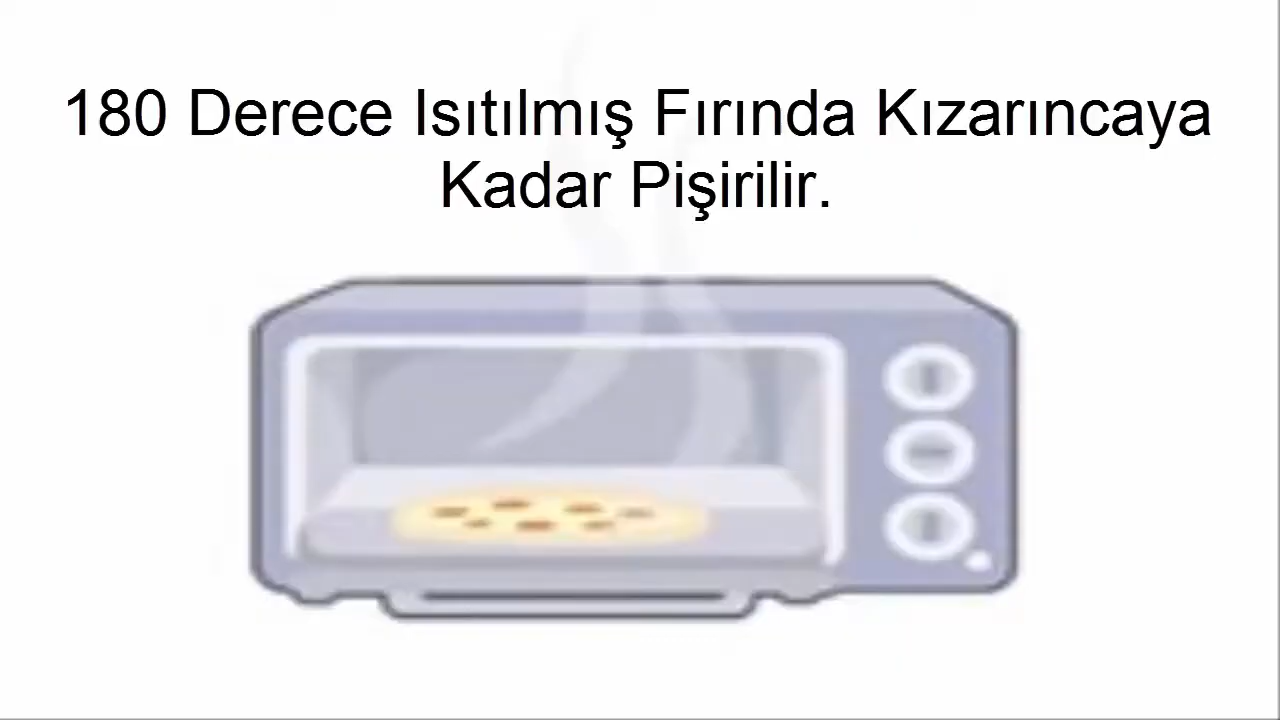 180 Derece Isıtılmış Fırında Kızarıncaya
Kadar Pişirilir.